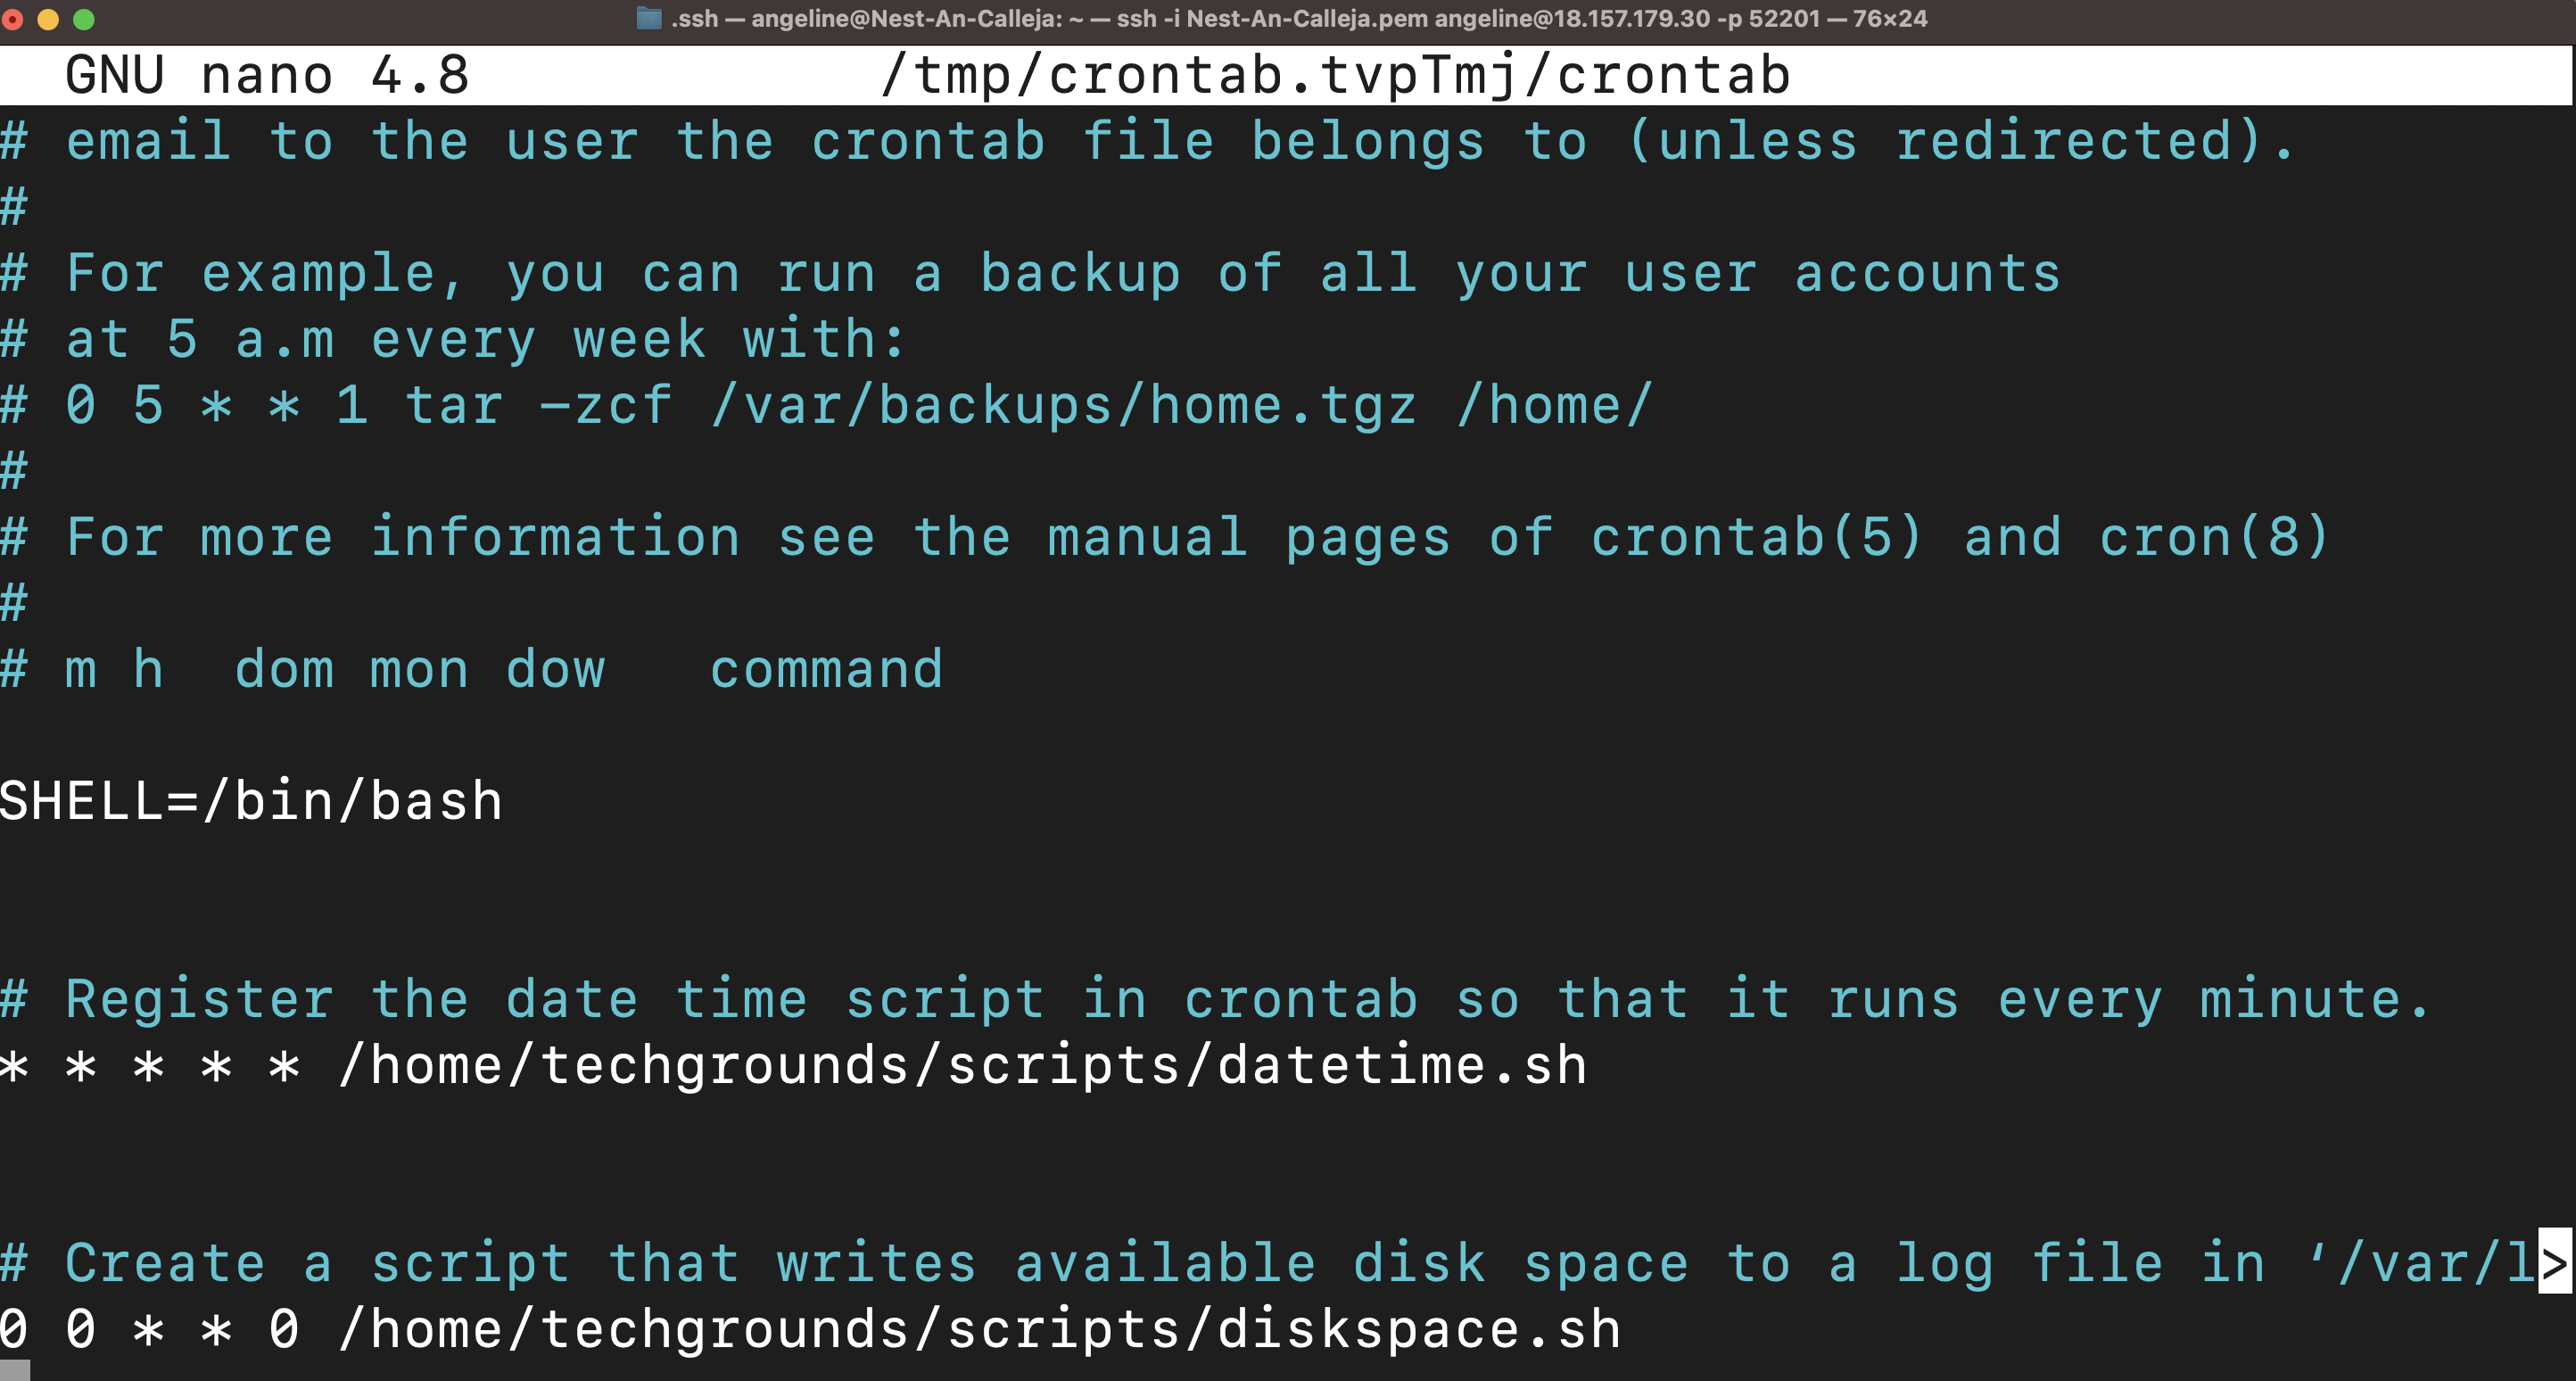 .ssh — angeline@Nest-An-Calleja: ~ — ssh -i Nest-An-Calleja.pem angeline@18.157.179.30 -p 52201 — 76×24
GNU nano 4.8 /tmp/crontab.tvpTmj/crontab
# email to the user the crontab file belongs to (unless redirected).
#
# For example, you can run a backup of all your user accounts
# at 5 a.m every week with:
# 0 5 * * 1 tar -zcf /var/backups/home.tgz /home/
#
# For more information see the manual pages of crontab(5) and cron(8)
#
# m h  dom mon dow   command
SHELL=/bin/bash
# Register the date time script in crontab so that it runs every minute.
* * * * * /home/techgrounds/scripts/datetime.sh
# Create a script that writes available disk space to a log file in ‘/var/l>
0 0 * * 0 /home/techgrounds/scripts/diskspace.sh